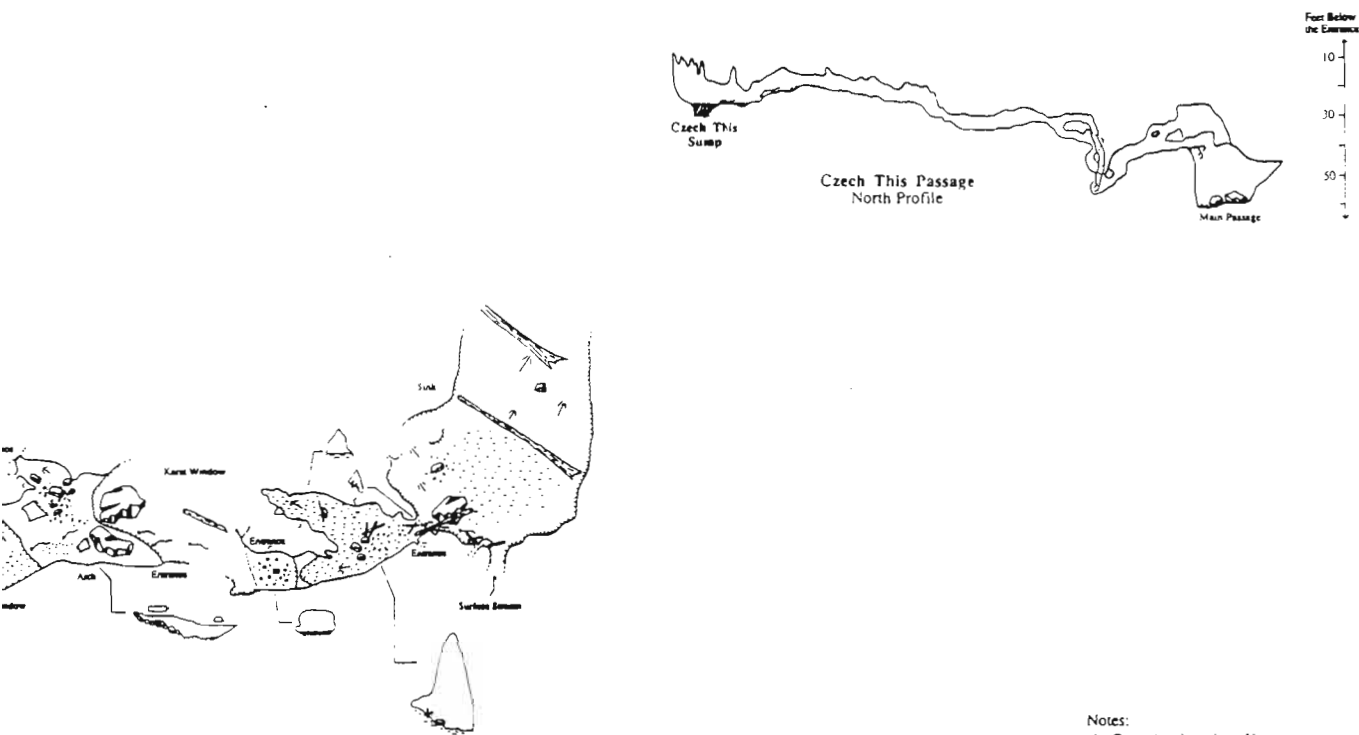 Feet Below
the Entrance
10
30
50
Czech This
Sump
Czech This Passage
North Profile
Main Passage
Sink
Karst Window
Entrance
Entrance
Arch
Entrance
Surface Stream
Notes: